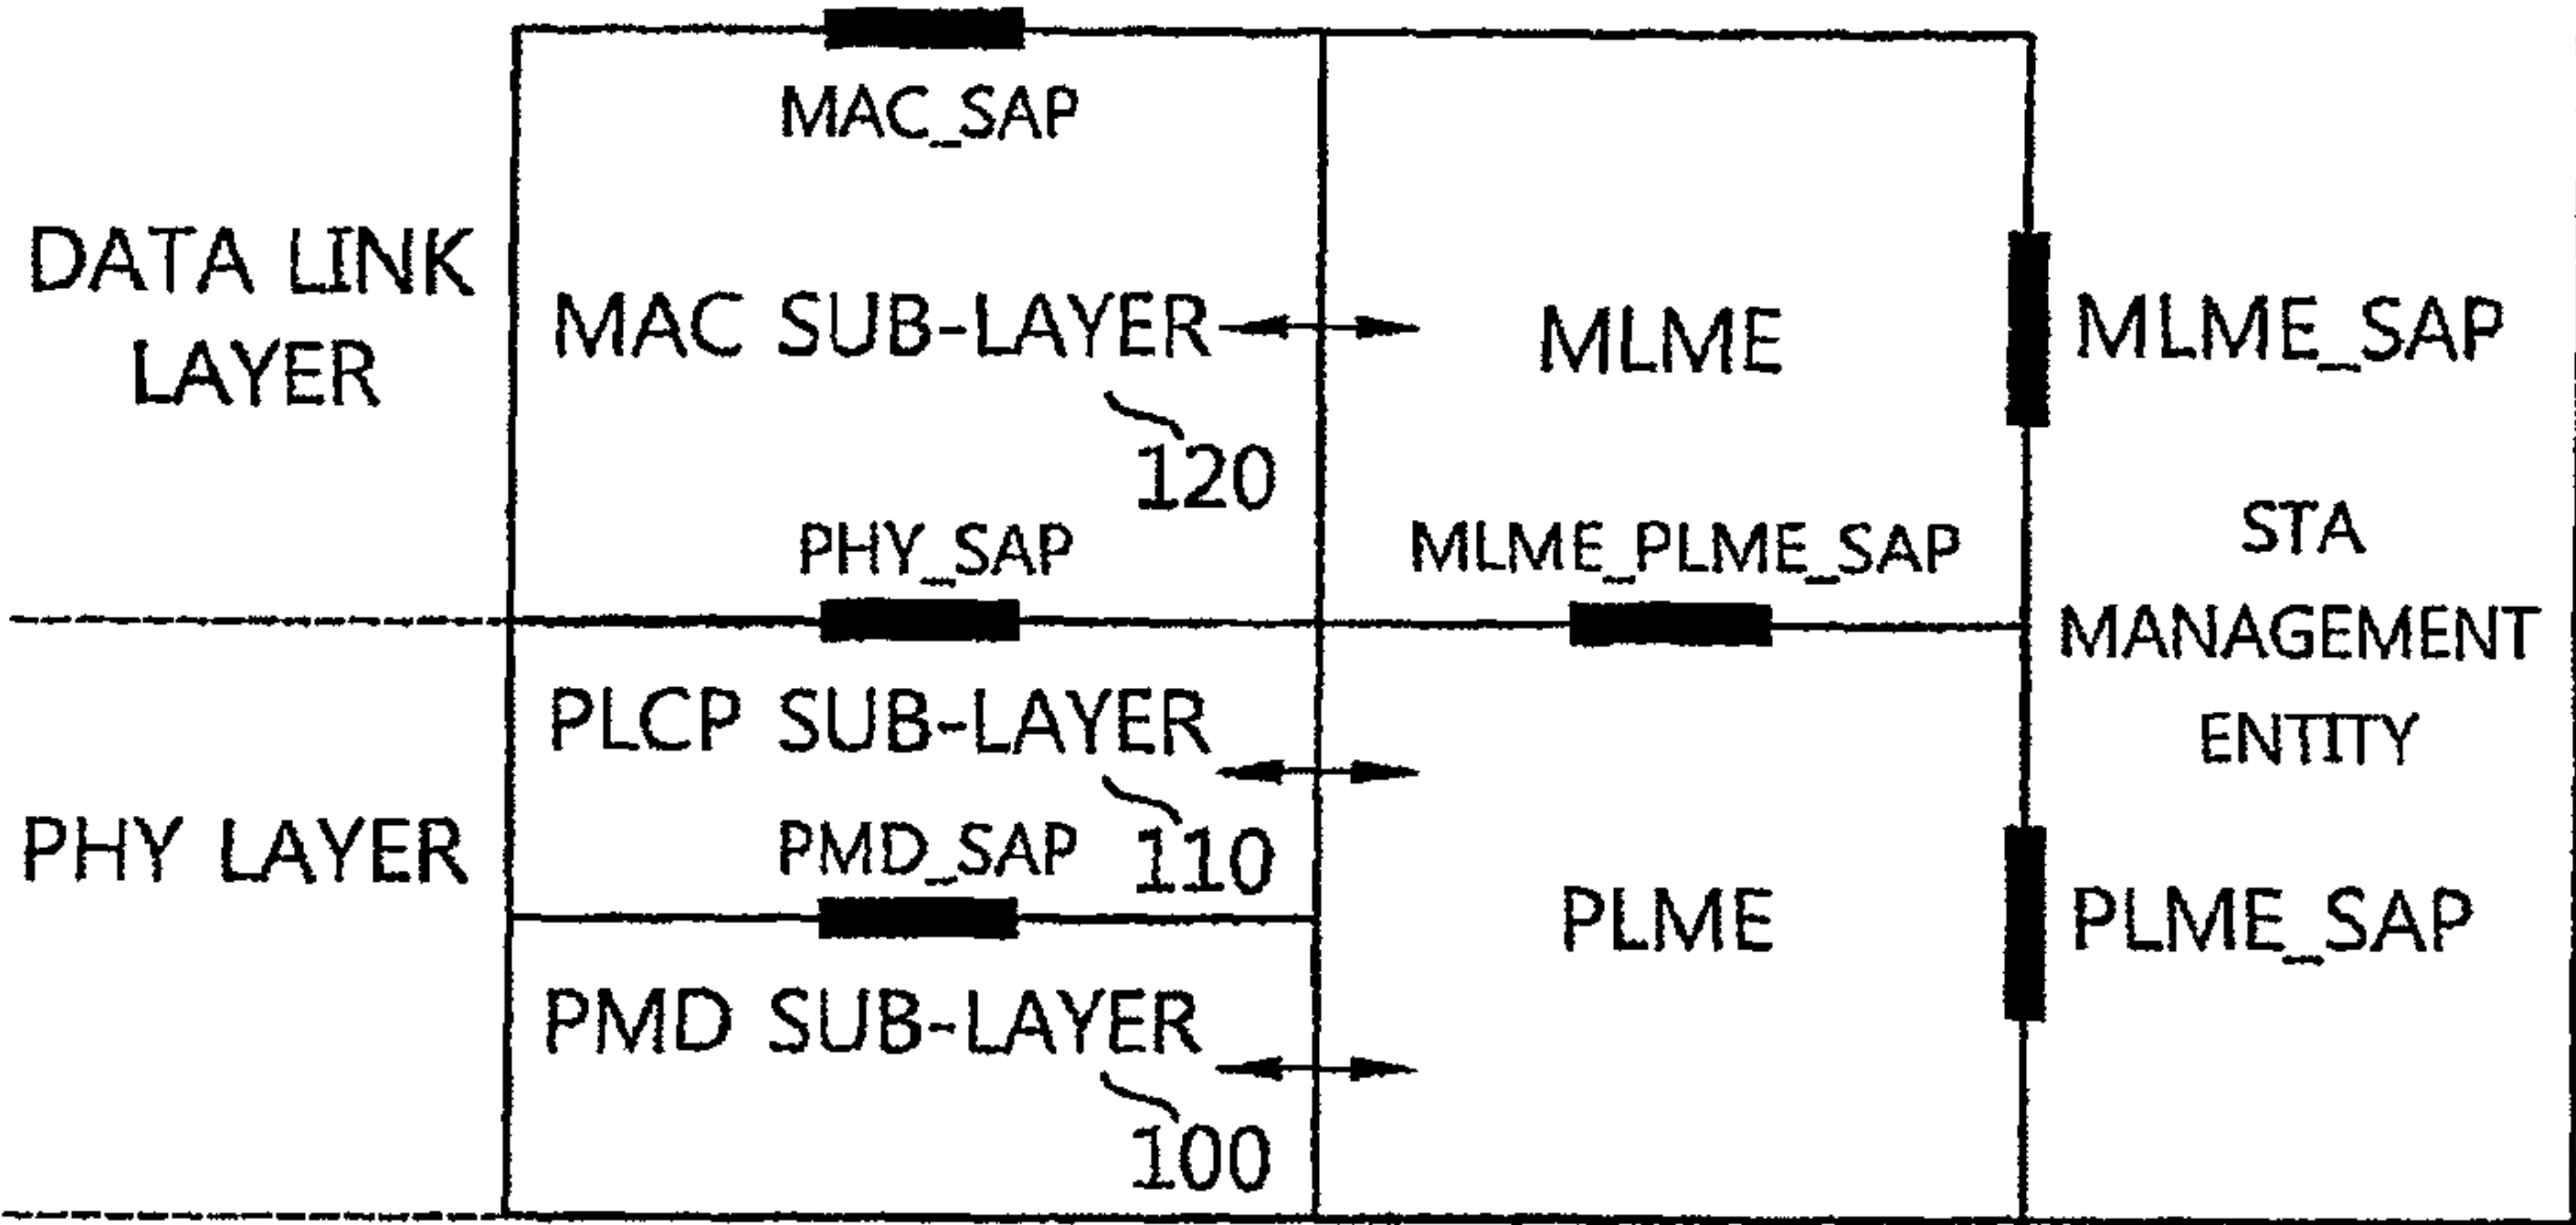 MAC_SAP
DATA LINK
LAYER
MAC SUB-LAYER
120
MLME
MLME_SAP
PHY_SAP
MLME_PLME_SAP
STA
MANAGEMENT
ENTITY
PHY LAYER
PLCP SUB-LAYER
110
PMD_SAP
PLME
PLME_SAP
PMD SUB-LAYER
100